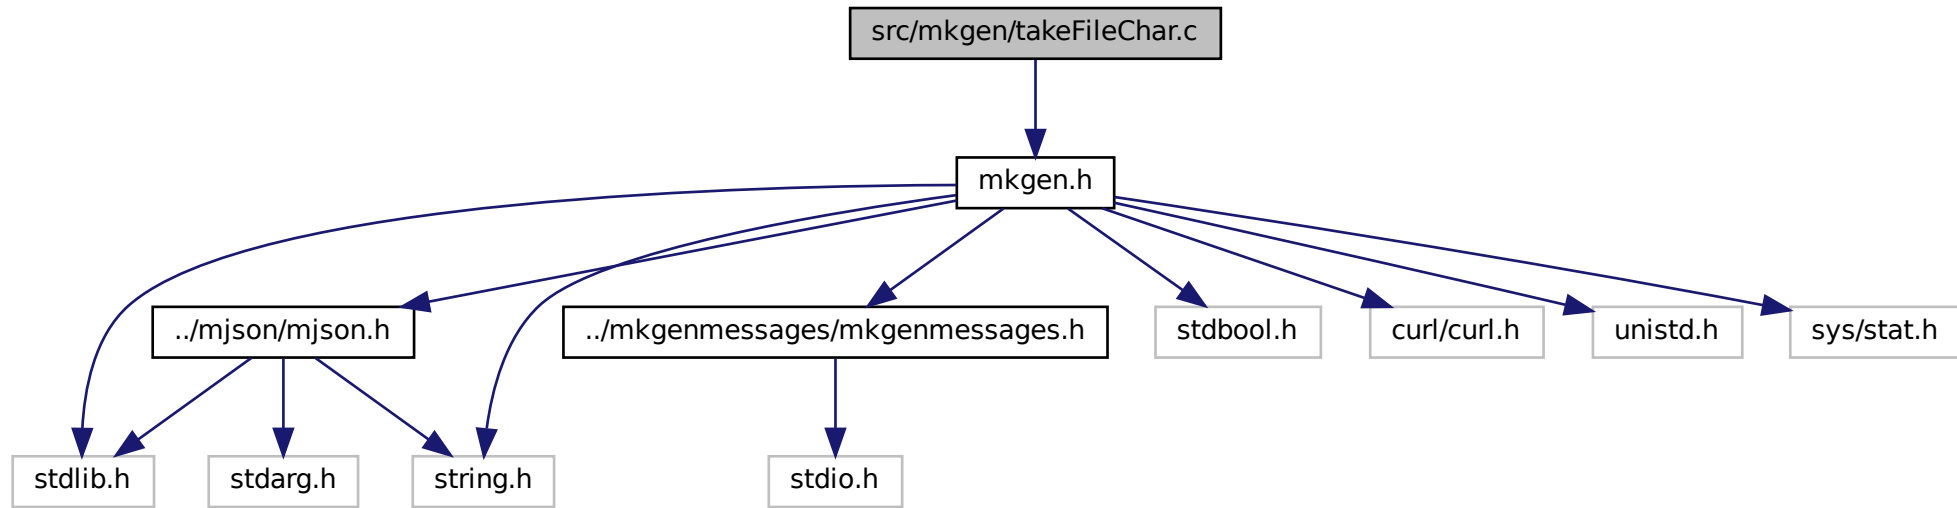 src/mkgen/takeFileChar.c
mkgen.h
../mjson/mjson.h
../mkgenmessages/mkgenmessages.h
stdbool.h
curl/curl.h
unistd.h
sys/stat.h
stdlib.h
stdarg.h
string.h
stdio.h